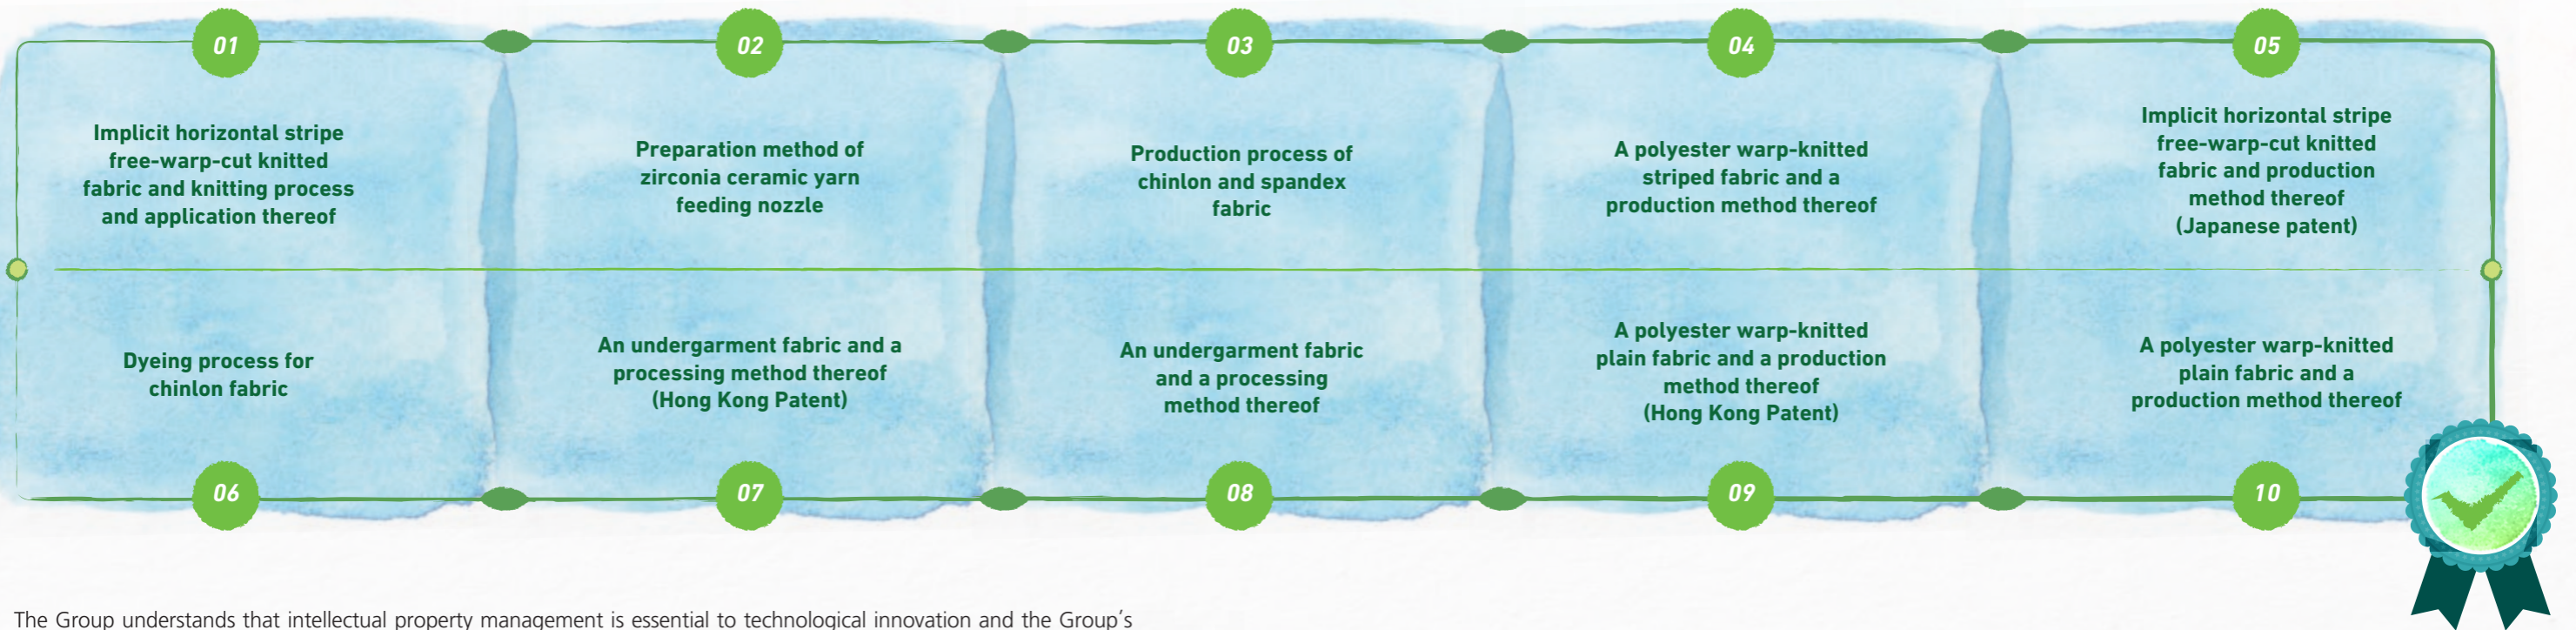 01
Implicit horizontal stripe
free-warp-cut knitted
fabric and knitting process
and application thereof
02
Preparation method of
zirconia ceramic yarn
feeding nozzle
03
Production process of
chinlon and spandex
fabric
04
A polyester warp-knitted
striped fabric and a
production method thereof
05
Implicit horizontal stripe
free-warp-cut knitted
fabric and production
method thereof
(Japanese patent)
Dyeing process for
chinlon fabric
06
An undergarment fabric and a
processing method thereof
(Hong Kong Patent)
07
An undergarment fabric
and a processing
method thereof
08
A polyester warp-knitted
plain fabric and a production
method thereof
(Hong Kong Patent)
09
A polyester warp-knitted
plain fabric and a
production method thereof
10
The Group understands that intellectual property management is essential to technological innovation and the Group's